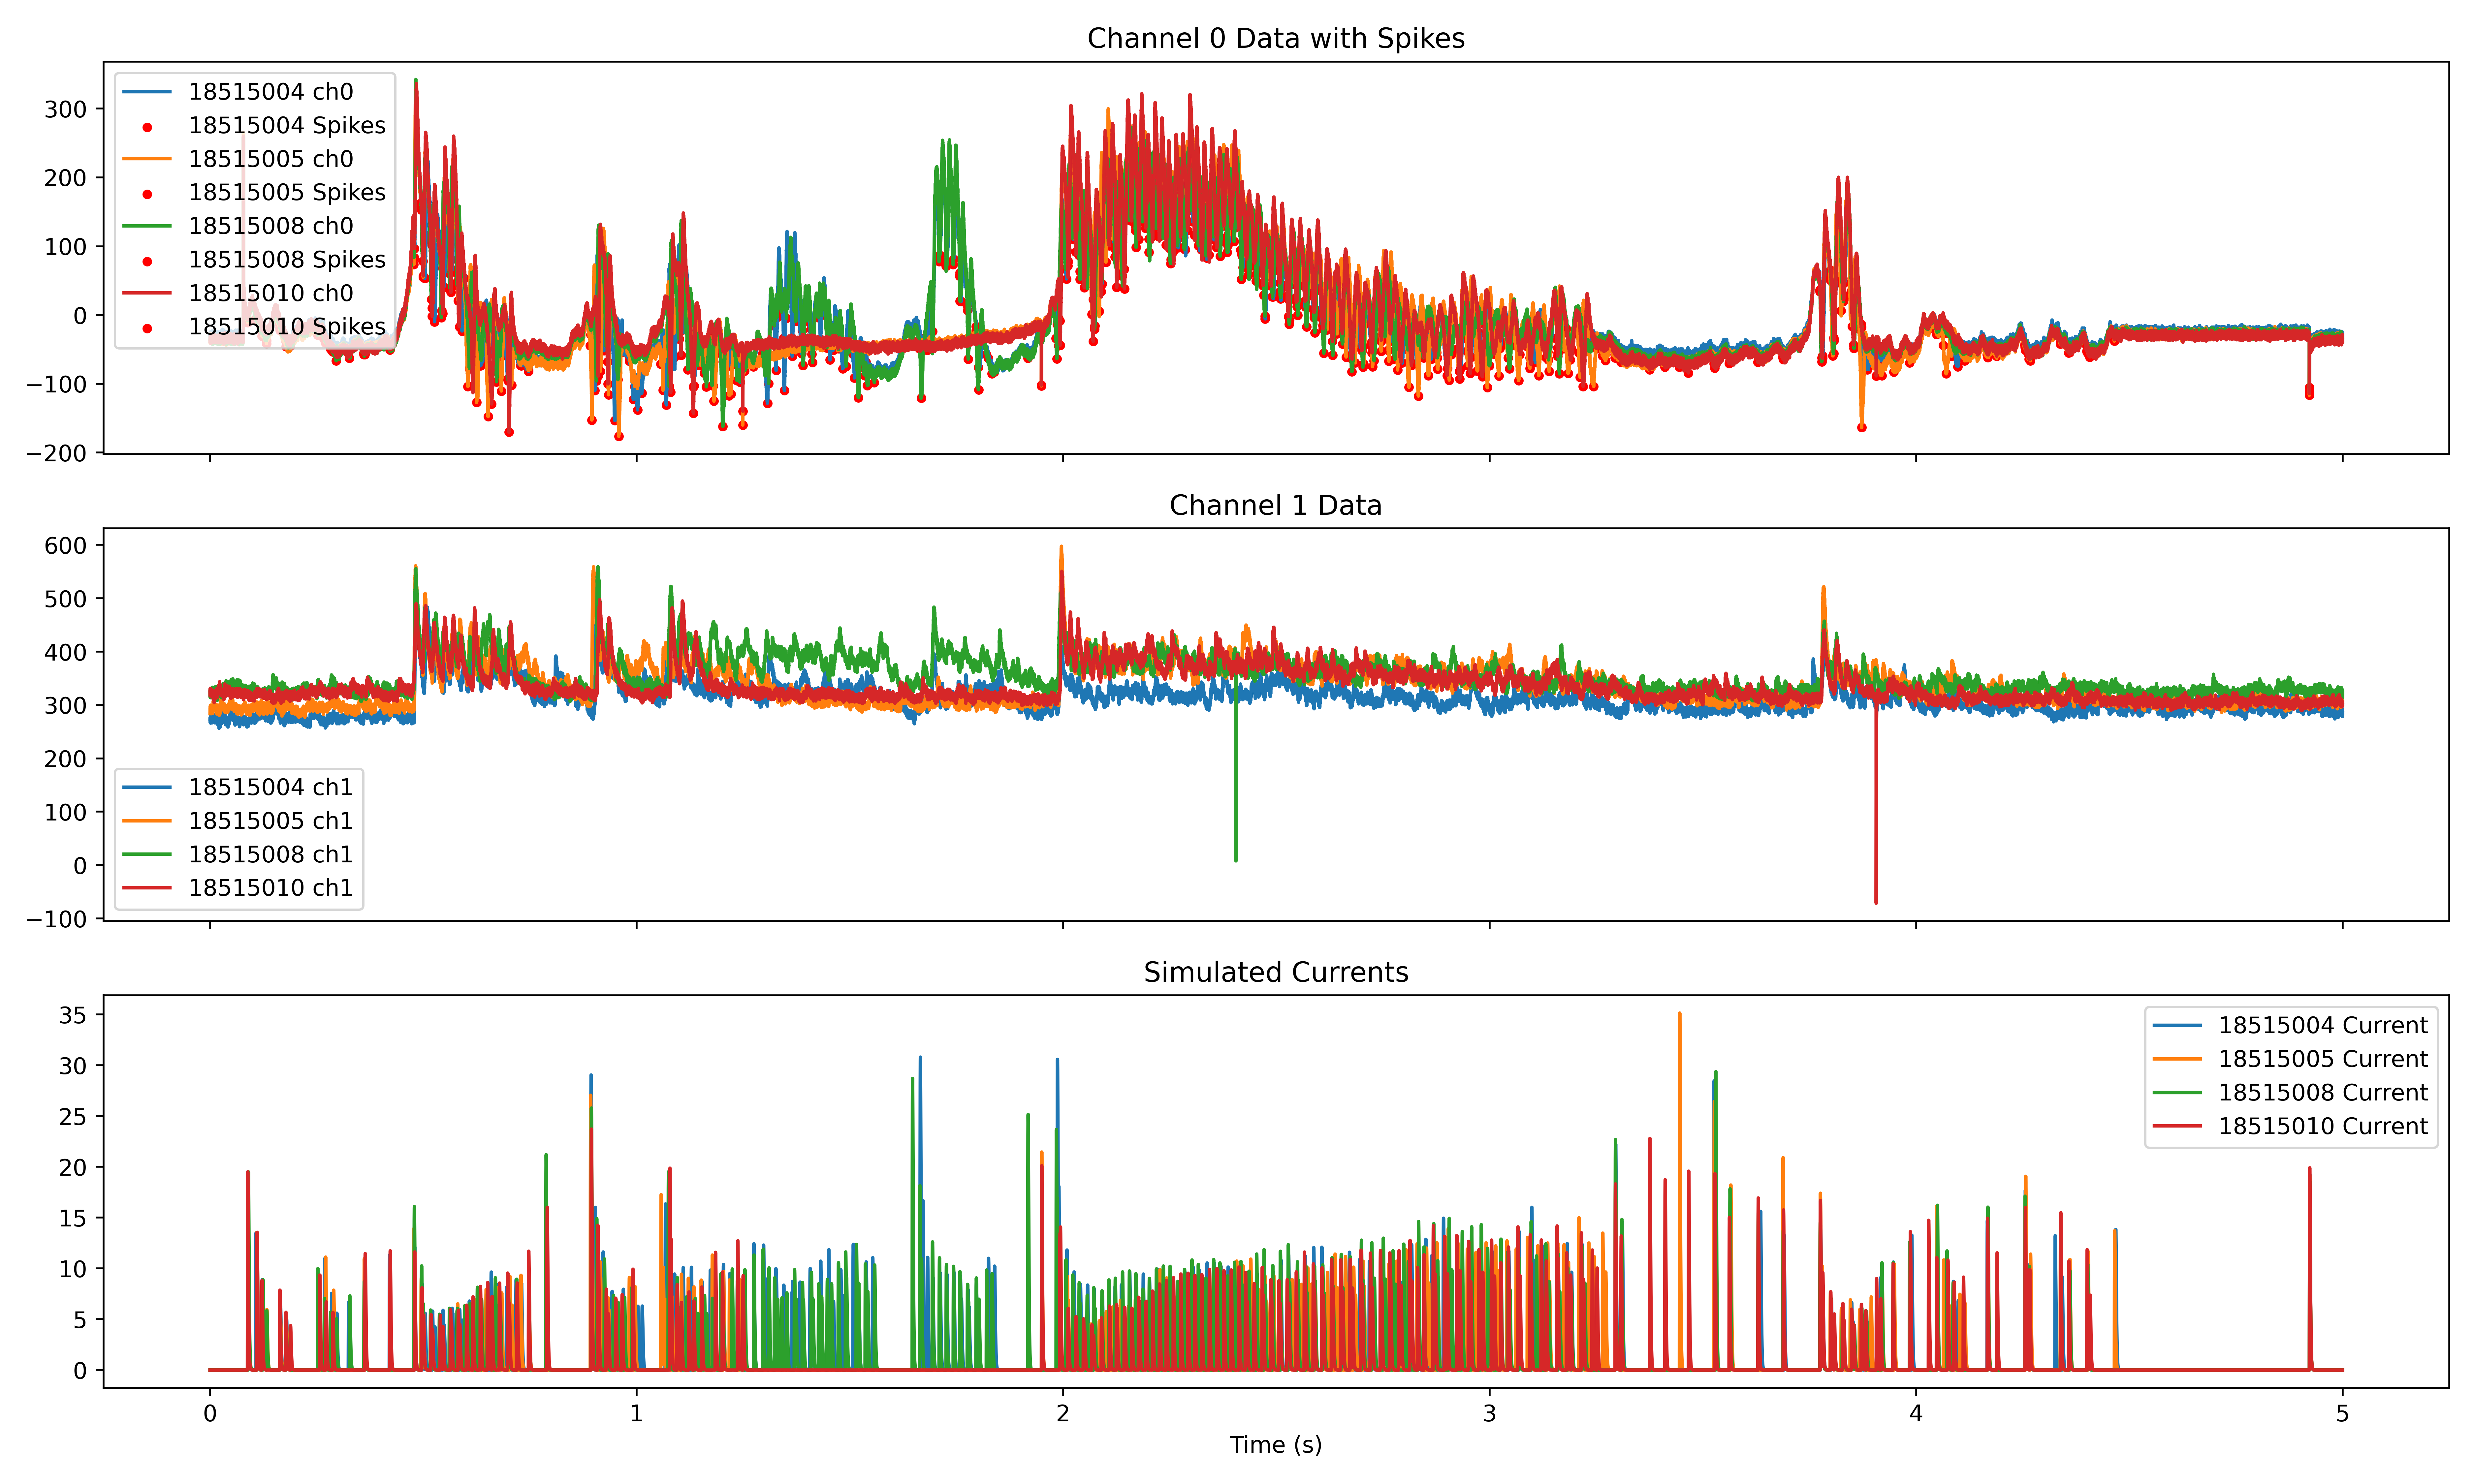 Channel 0 Data with Spikes
300
200
100
0
−100
−200
18515004 ch0
18515004 Spikes
18515005 ch0
18515005 Spikes
18515008 ch0
18515008 Spikes
18515010 ch0
18515010 Spikes
Channel 1 Data
600
500
400
300
200
100
0
−100
18515004 ch1
18515005 ch1
18515008 ch1
18515010 ch1
Simulated Currents
35
30
25
20
15
10
5
0
18515004 Current
18515005 Current
18515008 Current
18515010 Current
0 1 2 3 4 5
Time (s)